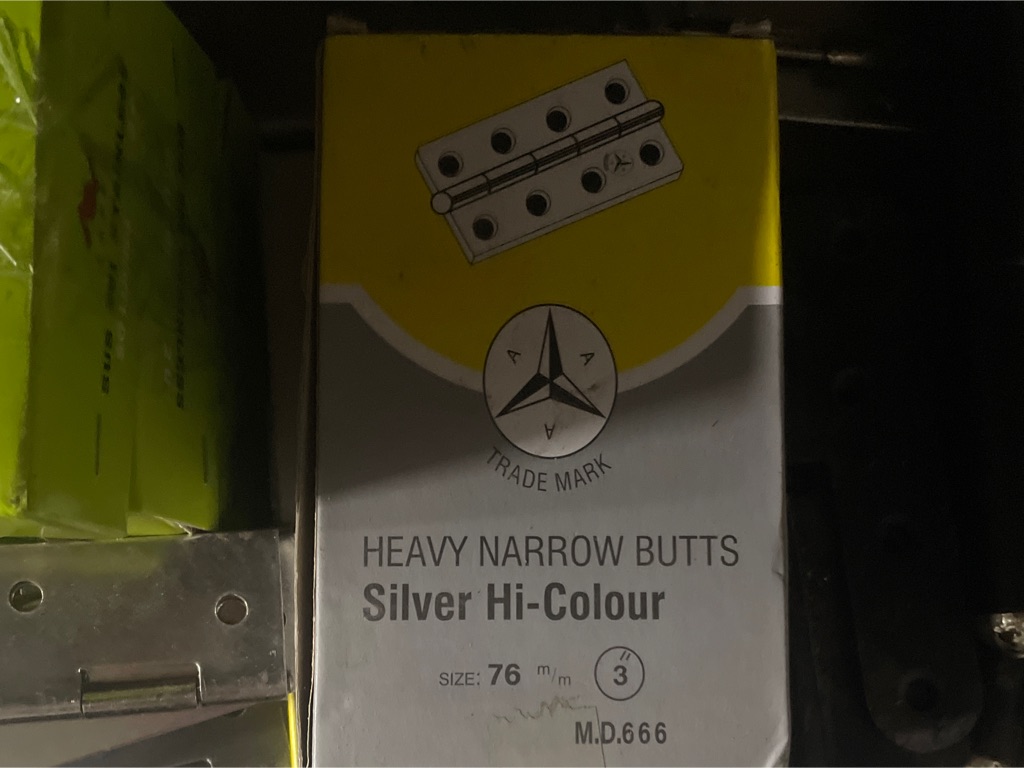 A A
A
TRADE MARK
HEAVY NARROW BUTTS
Silver Hi-Colour
SIZE: 76 m/m 3"
M.D.666